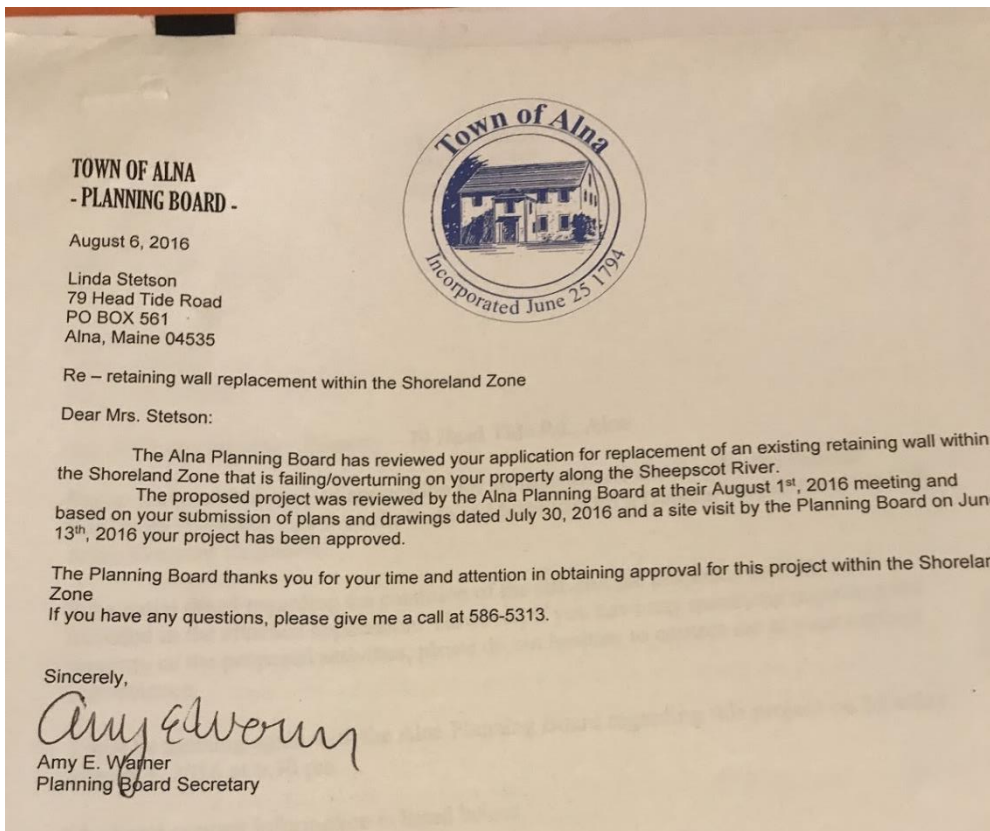 Town of Alna
Incorporated June 25 1794
TOWN OF ALNA
- PLANNING BOARD -
August 6, 2016
Linda Stetson
79 Head Tide Road
PO BOX 561
Alna, Maine 04535
Re – retaining wall replacement within the Shoreland Zone
Dear Mrs. Stetson:
The Alna Planning Board has reviewed your application for replacement of an existing retaining wall within
the Shoreland Zone that is failing/overturning on your property along the Sheepscot River.
The proposed project was reviewed by the Alna Planning Board at their August 1st, 2016 meeting and
based on your submission of plans and drawings dated July 30, 2016 and a site visit by the Planning Board on Jun
13th, 2016 your project has been approved.
The Planning Board thanks you for your time and attention in obtaining approval for this project within the Shorelan
Zone
If you have any questions, please give me a call at 586-5313.
Sincerely,
Amy E. Warner
Planning Board Secretary